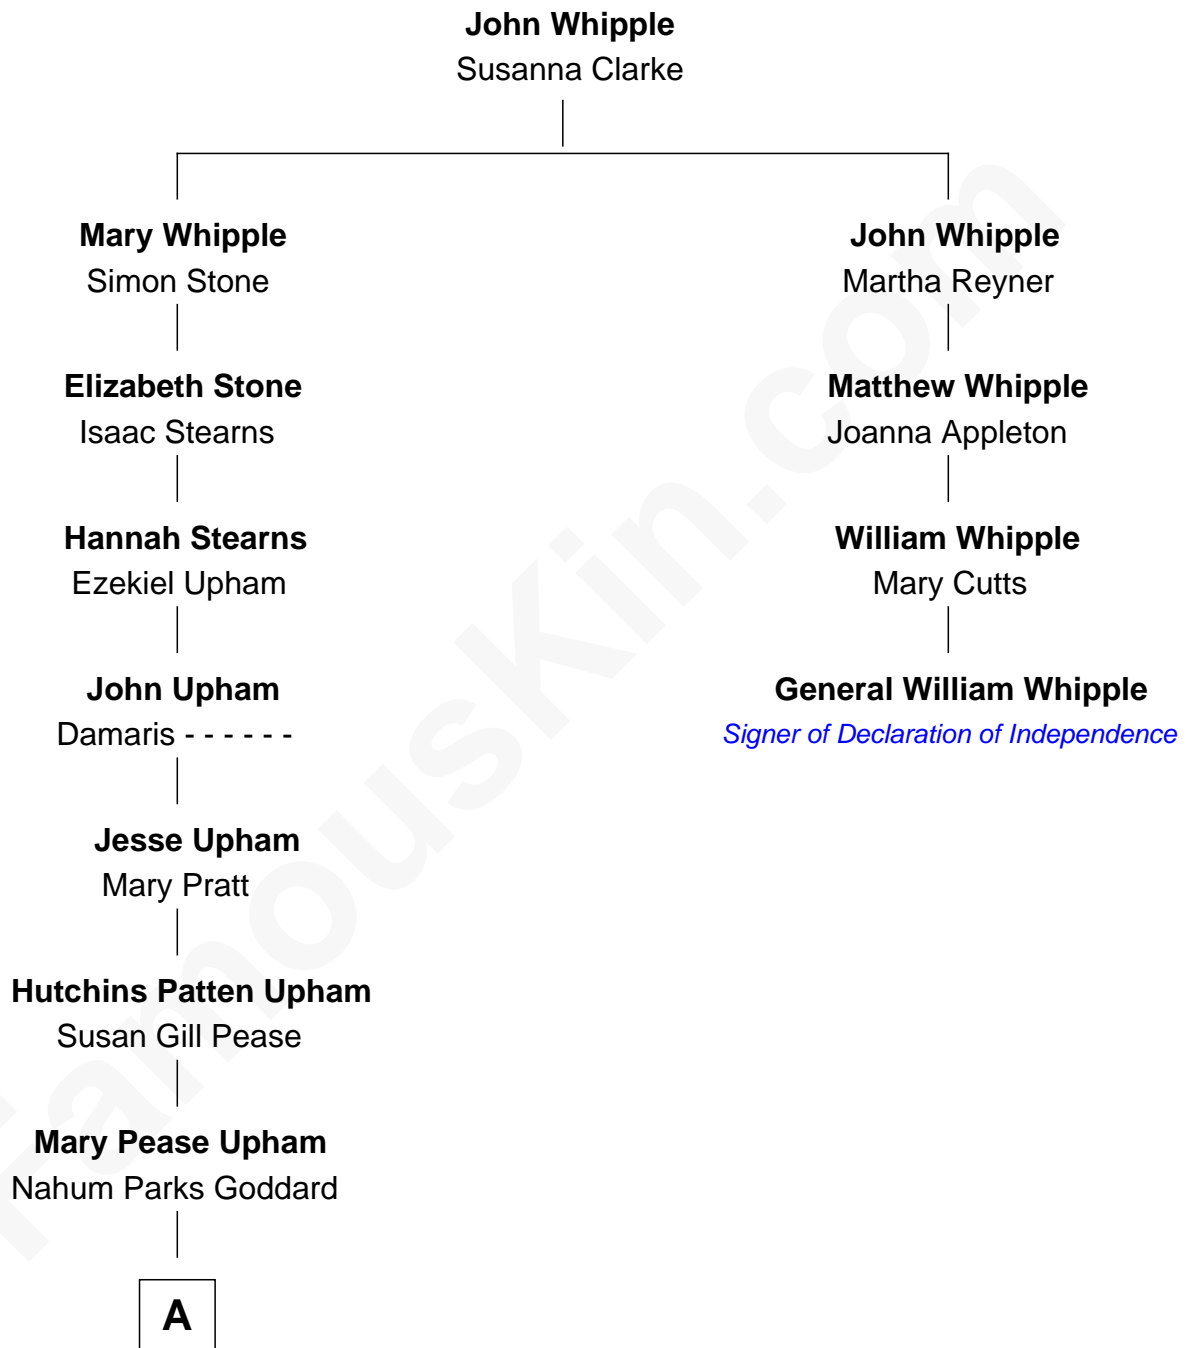 John Whipple
Susanna Clarke
Mary Whipple
Simon Stone
John Whipple
Martha Reyner
Elizabeth Stone
Isaac Stearns
Matthew Whipple
Joanna Appleton
Hannah Stearns
Ezekiel Upham
William Whipple
Mary Cutts
John Upham
Damaris - - - - - -
General William Whipple
Signer of Declaration of Independence
Jesse Upham
Mary Pratt
Hutchins Patten Upham
Susan Gill Pease
Mary Pease Upham
Nahum Parks Goddard
A
FamousKin.com